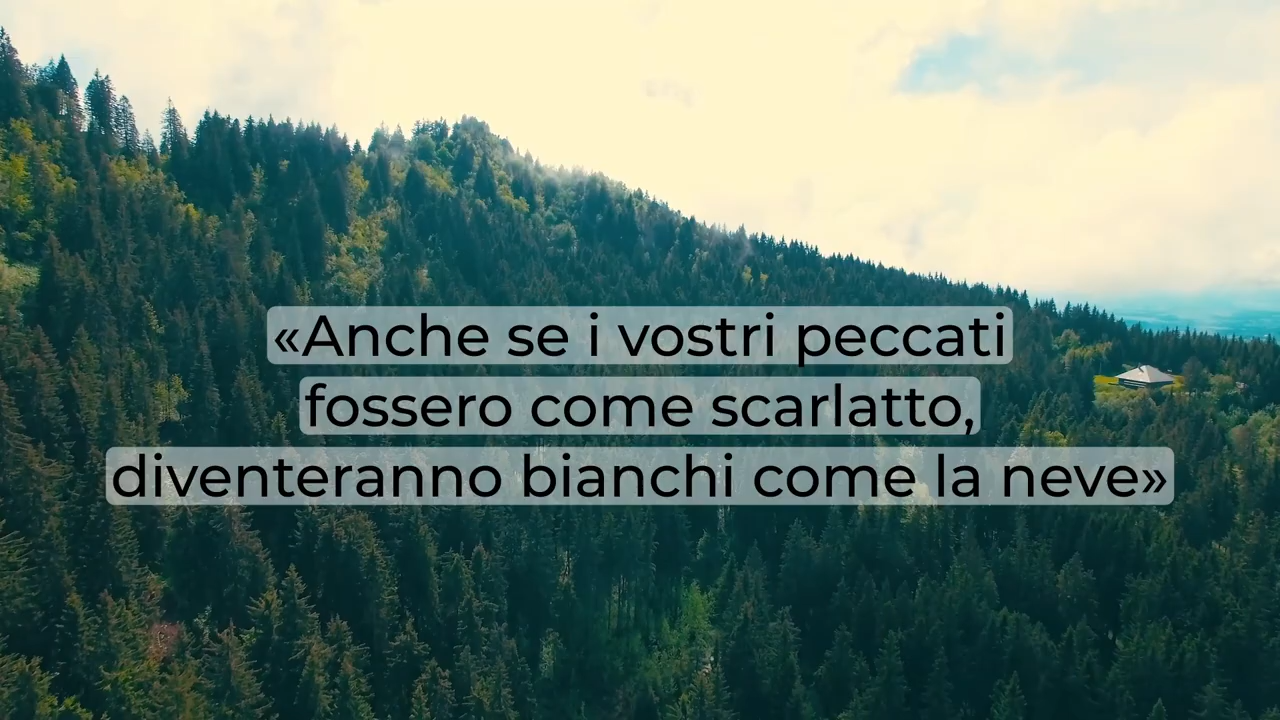 «Anche se i vostri peccati
fossero come scarlatto,
diventeranno bianchi come la neve»